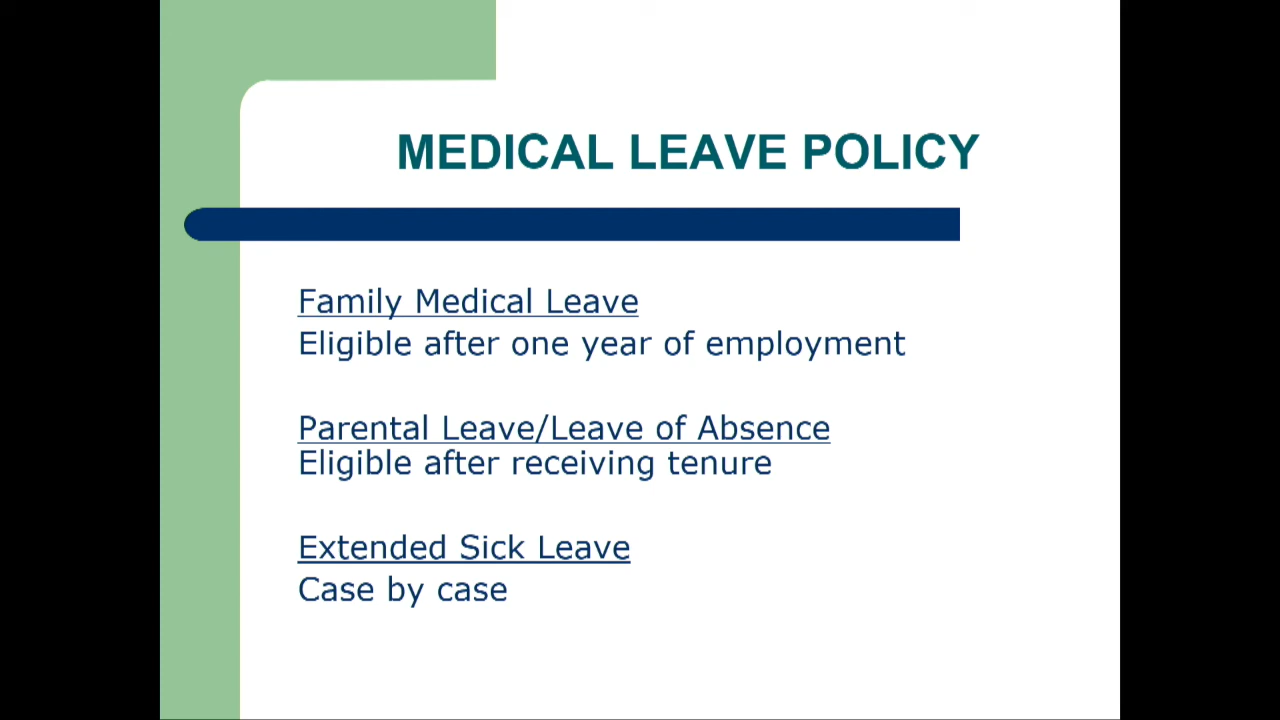 MEDICAL LEAVE POLICY
Family Medical Leave
Eligible after one year of employment
Parental Leave/Leave of Absence
Eligible after receiving tenure
Extended Sick Leave
Case by case